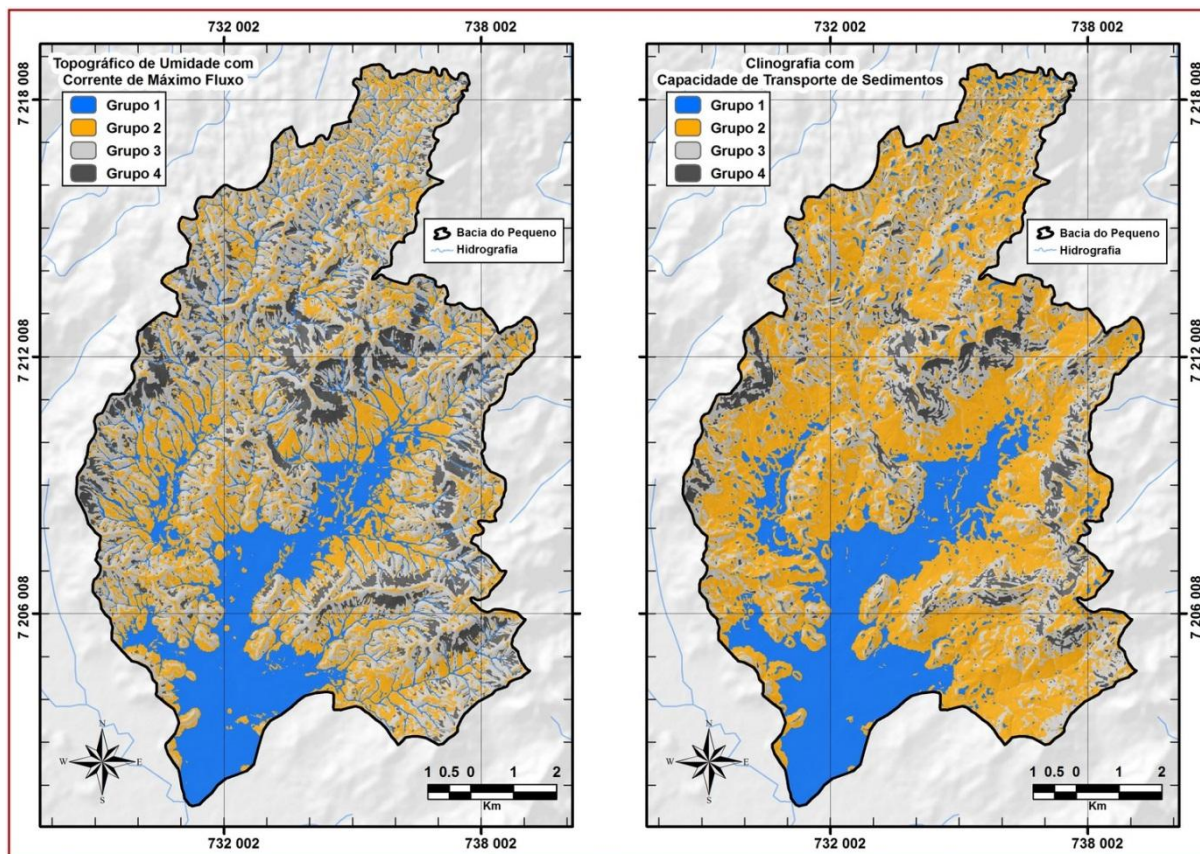 732 002
738 002
Topográfico de Umidade com
Corrente de Máximo Fluxo
Grupo 1
Grupo 2
Grupo 3
Grupo 4
Bacia do Pequeno
Hidrografia
7 218 008
7 212 008
7 206 008
N
W
E
S
1 0.5 0 1 2
Km
732 002
738 002
732 002
738 002
Clinografia com
Capacidade de Transporte de Sedimentos
Grupo 1
Grupo 2
Grupo 3
Grupo 4
Bacia do Pequeno
Hidrografia
7 218 008
7 212 008
7 206 008
N
W
E
S
1 0.5 0 1 2
Km
732 002
738 002